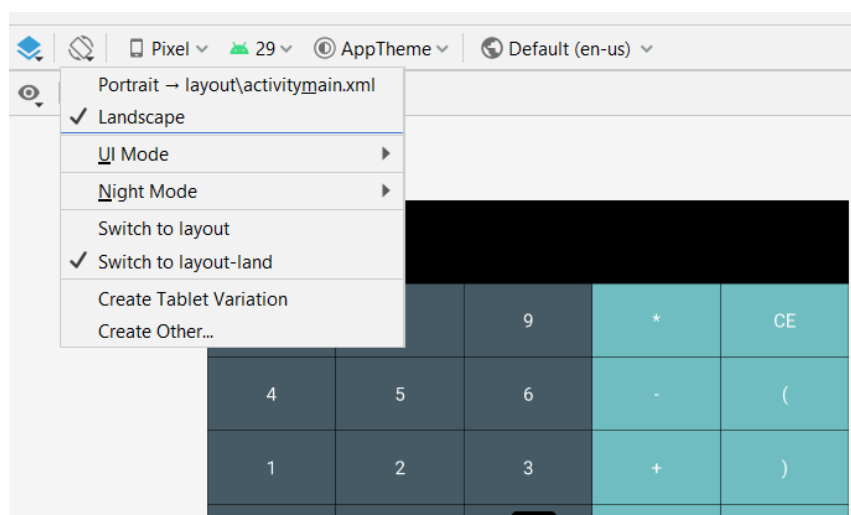 Pixel 29 AppTheme Default (en-us)
Portrait → layout\activitymain.xml
Landscape
UI Mode
Night Mode
Switch to layout
Switch to layout-land
Create Tablet Variation
Create Other...
9 * CE
4 5 6 - (
1 2 3 + )